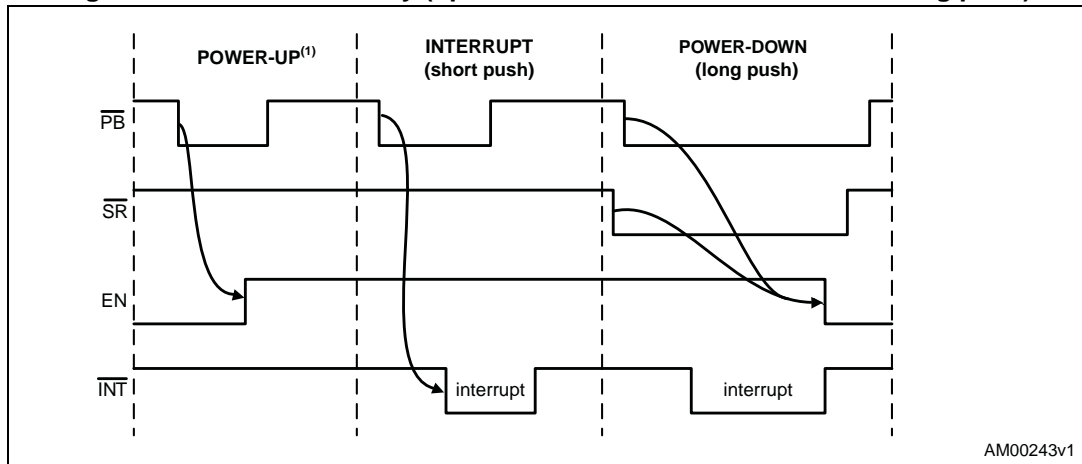 POWER-UP(1)
INTERRUPT
(short push)
POWER-DOWN
(long push)
PB
SR
EN
INT
interrupt
interrupt
AM00243v1